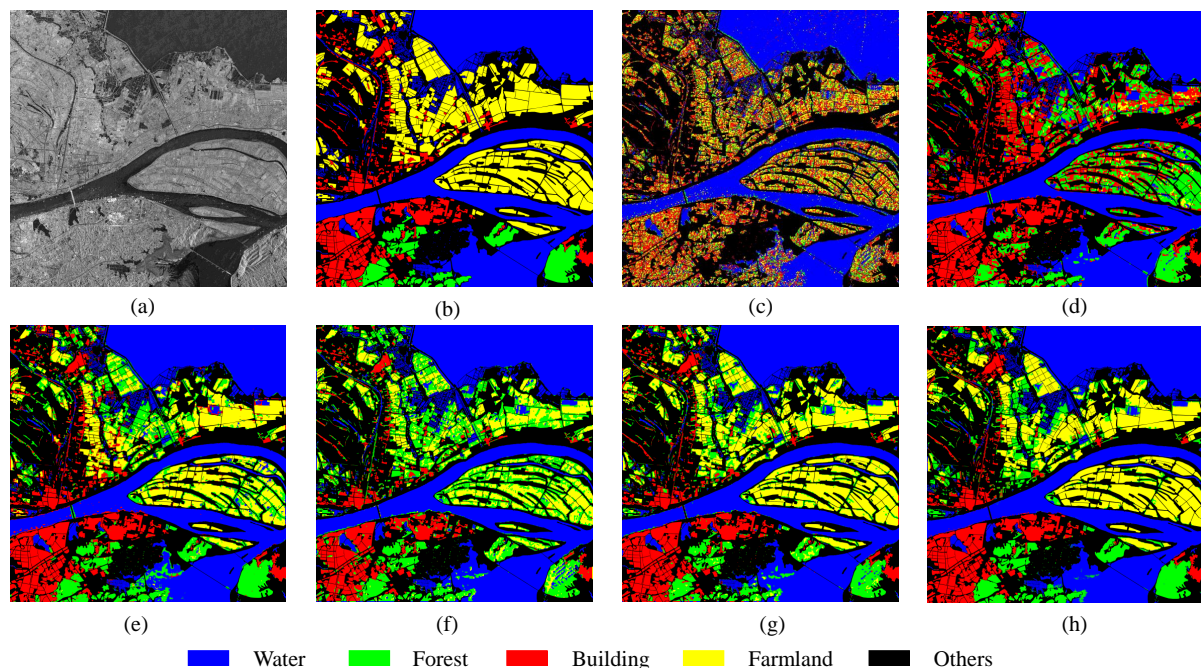 (a) (b) (c) (d)
(e) (f) (g) (h)
Water Forest Building Farmland Others